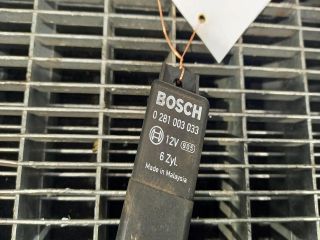 BOSCH
0 281 003 033
12V
6 Zyl.
Made in Malaysia